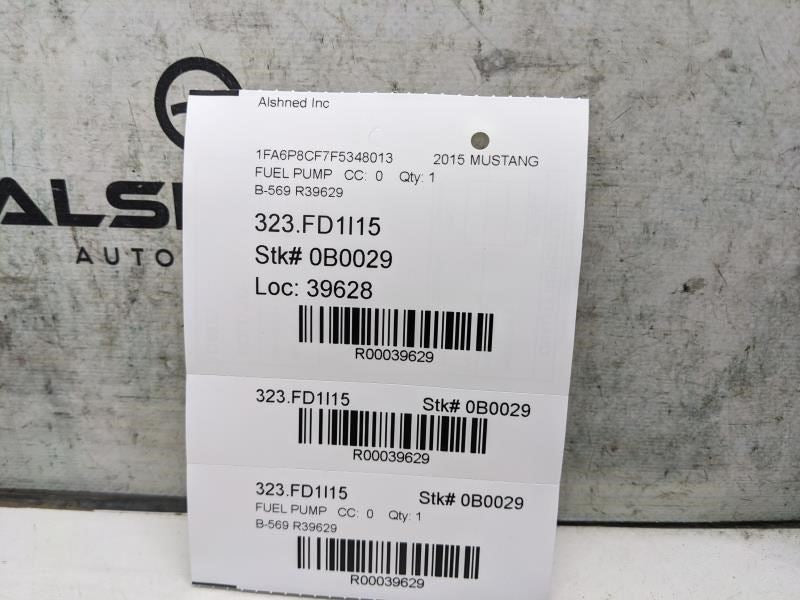 ALS
AUTO
Alshned Inc
1FA6P8CF7F5348013 2015 MUSTANG
FUEL PUMP CC: 0 Qty: 1
B-569 R39629
323.FD1I15
Stk# 0B0029
Loc: 39628
R00039629
323.FD1I15 Stk# 0B0029
R00039629
323.FD1I15 Stk# 0B0029
FUEL PUMP CC: 0 Qty: 1
B-569 R39629
R00039629